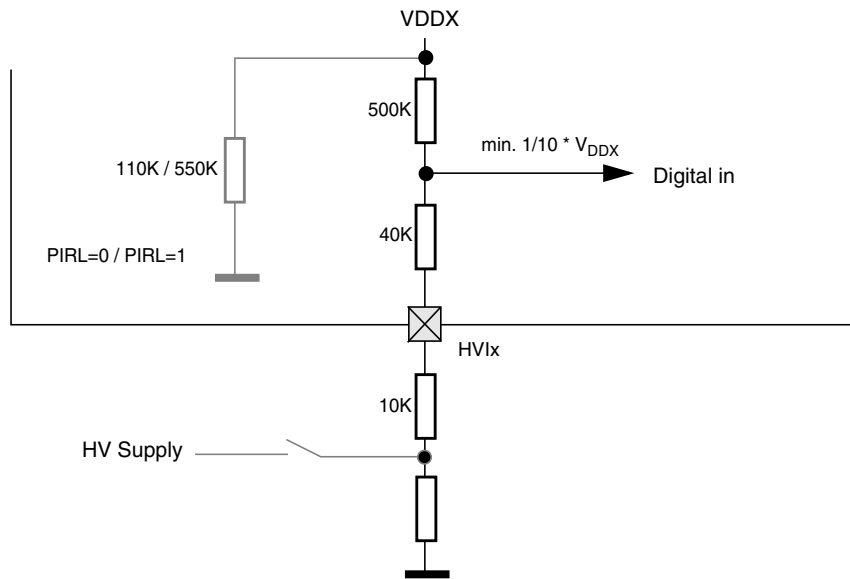 VDDX
500K
min. 1/10 * VDDX
110K / 550K
Digital in
40K
PIRL=0 / PIRL=1
HVIx
10K
HV Supply